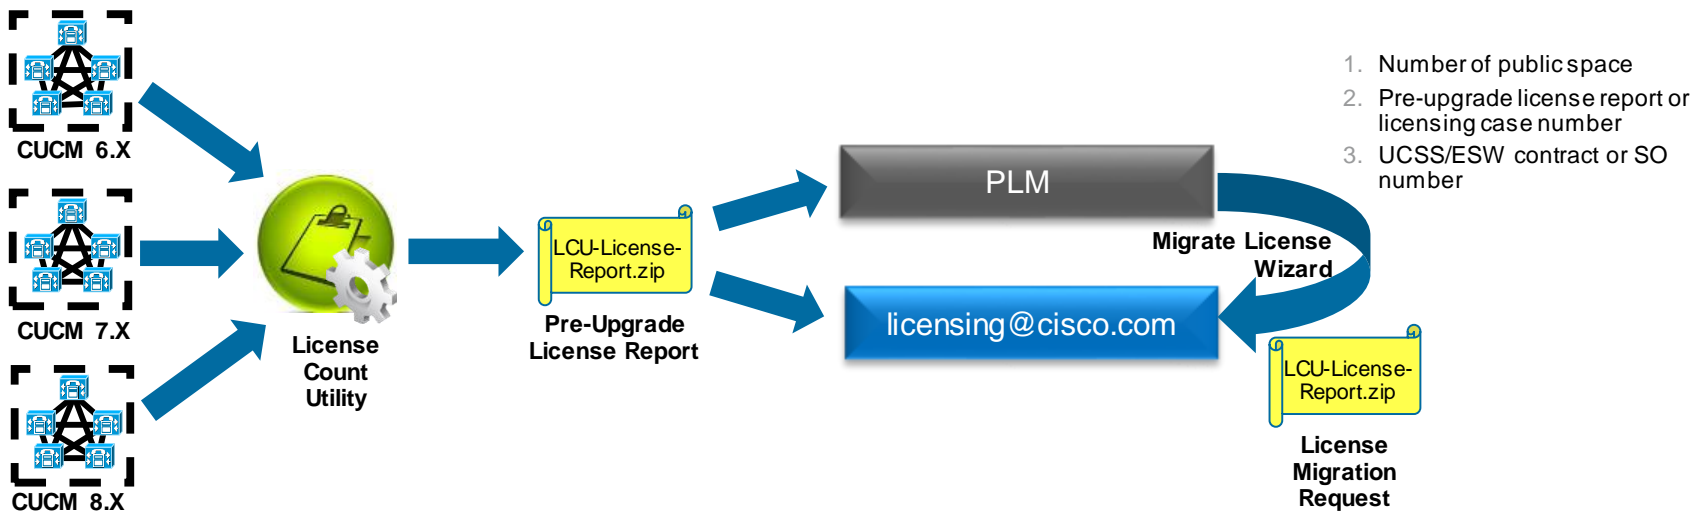 CUCM 6.X
CUCM 7.X
CUCM 8.X
License
Count
Utility
LCU-License-
Report.zip
Pre-Upgrade
License Report
PLM
Migrate License
Wizard
licensing@cisco.com
1. Number of public space
2. Pre-upgrade license report or
licensing case number
3. UCSS/ESW contract or SO
number
LCU-License-
Report.zip
License
Migration
Request